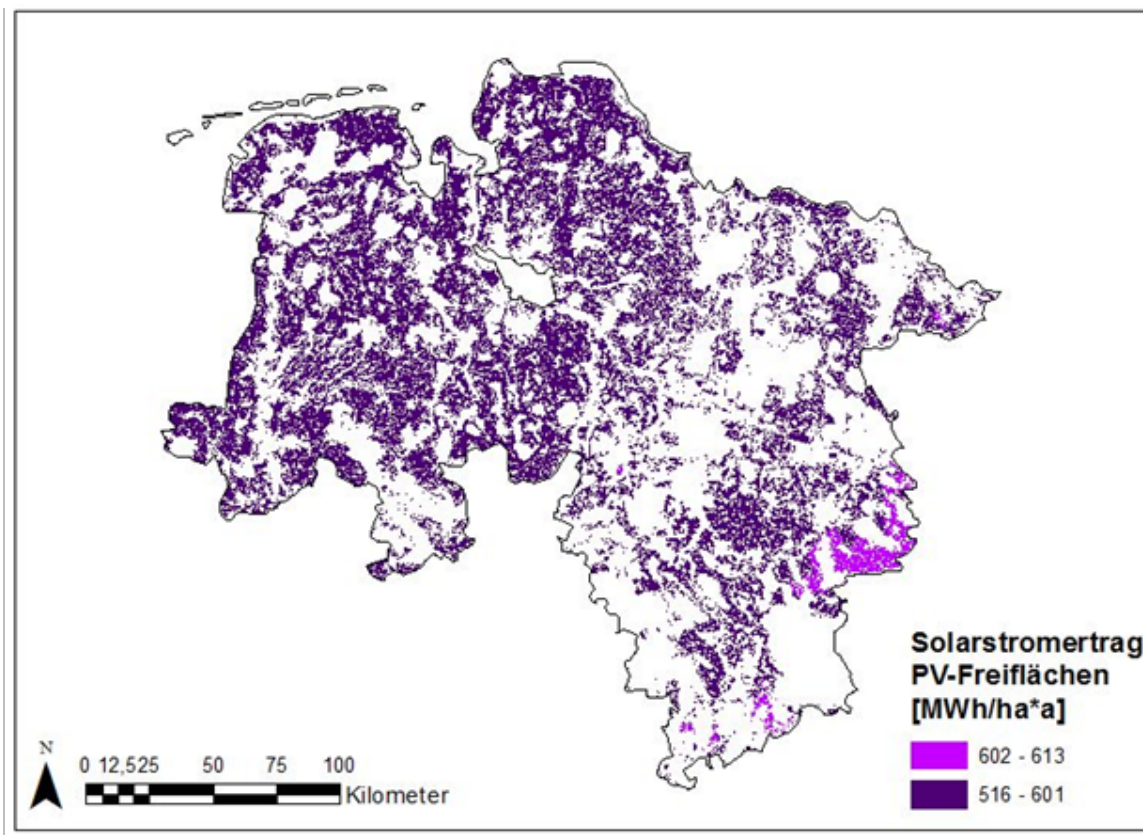 Solarstromertrag
PV-Freiflächen
[MWh/ha*a]
602 - 613
516 - 601
N
0 12,525 50 75 100
Kilometer